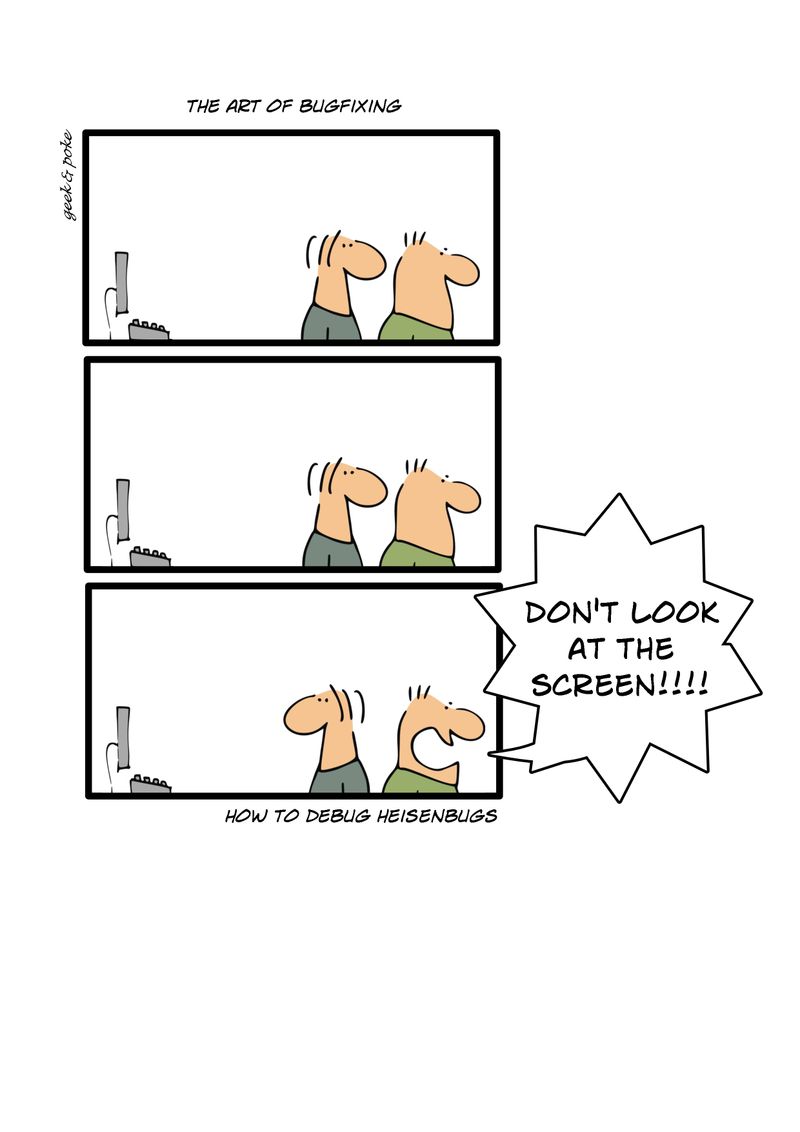 THE ART OF BUGFIXING
geek & poke
DON'T LOOK
AT THE
SCREEN!!!!
HOW TO DEBUG HEISENBUGS